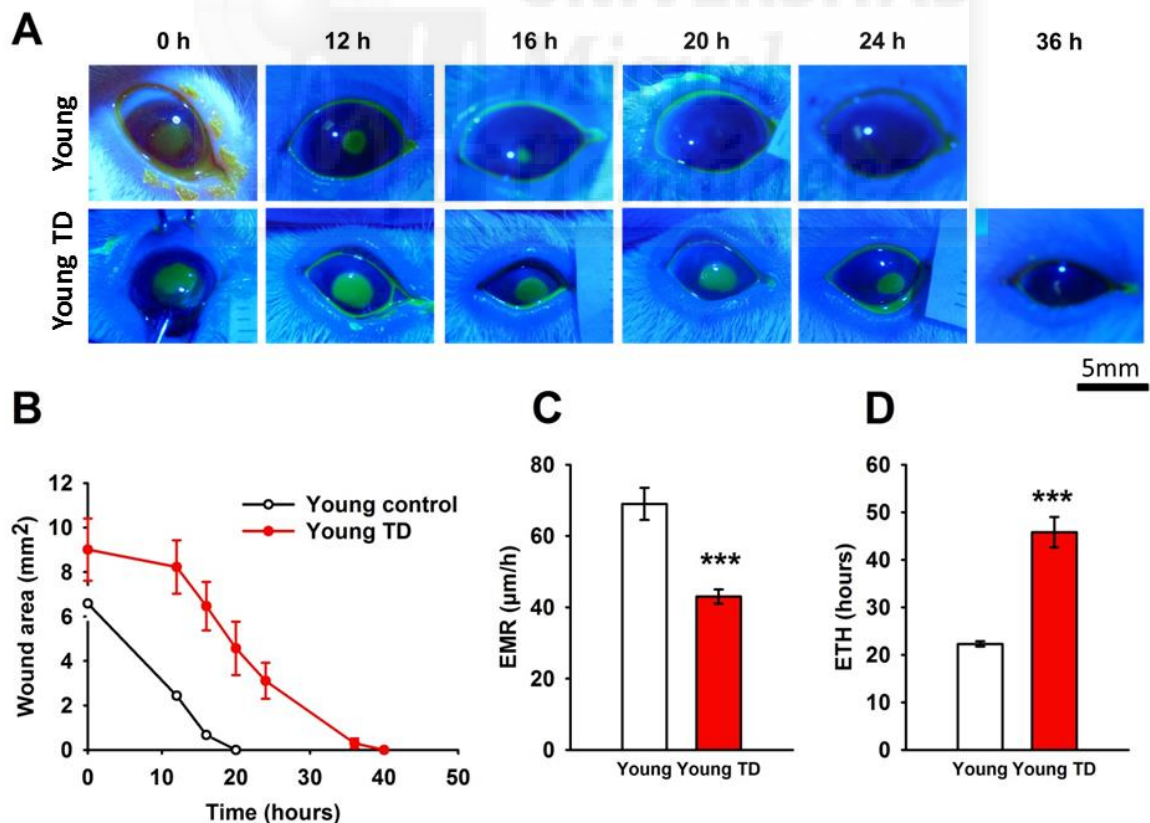 A
0 h 12 h 16 h 20 h 24 h 36 h
Young
Young TD
5mm
B
12
10
8
6
4
2
0
Wound area (mm²)
0 10 20 30 40 50
Time (hours)
Young control
Young TD
C
80
60
40
20
0
EMR (µm/h)
***
Young Young TD
D
60
50
40
30
20
10
0
ETH (hours)
***
Young Young TD